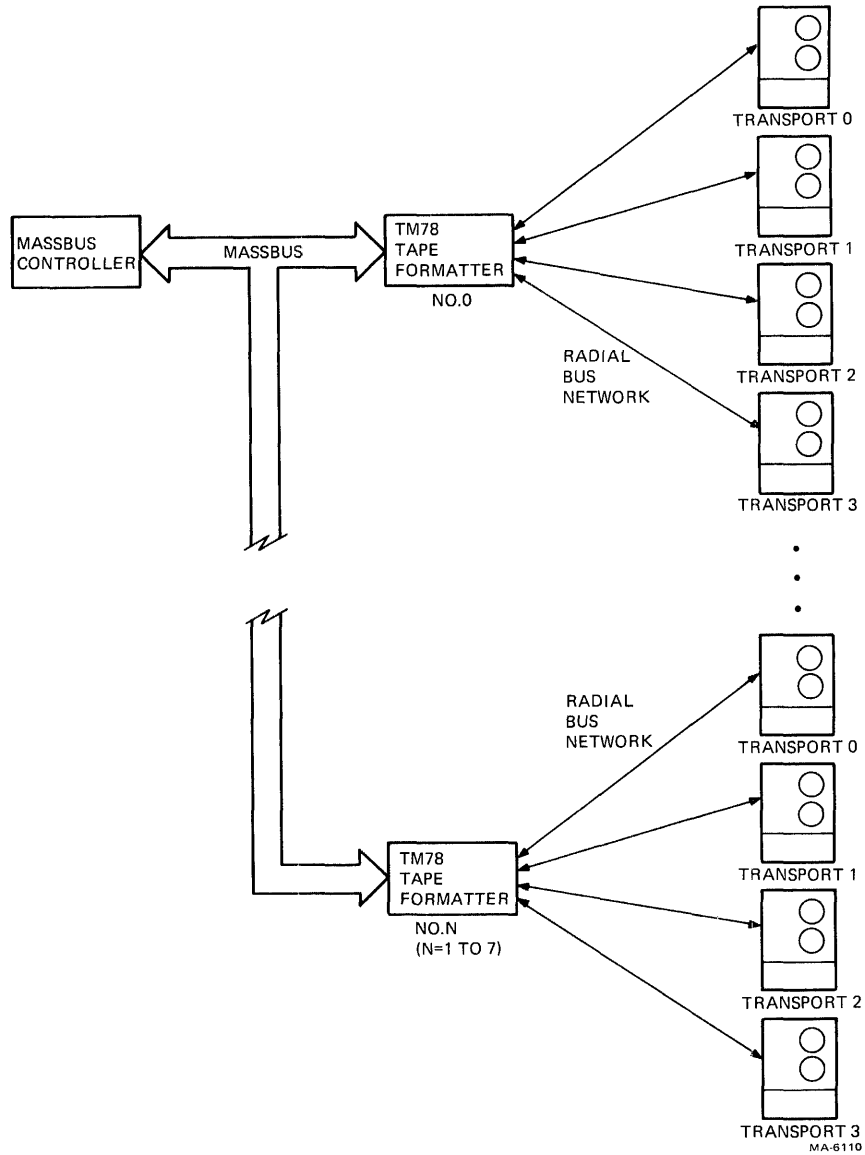 TRANSPORT 0
MASSBUS
CONTROLLER
MASSBUS
TM78
TAPE
FORMATTER
NO.0
TRANSPORT 1
RADIAL
BUS
NETWORK
TRANSPORT 2
TRANSPORT 3
RADIAL
BUS
NETWORK
TRANSPORT 0
TM78
TAPE
FORMATTER
NO.N
(N=1 TO 7)
TRANSPORT 1
TRANSPORT 2
TRANSPORT 3
MA-6110